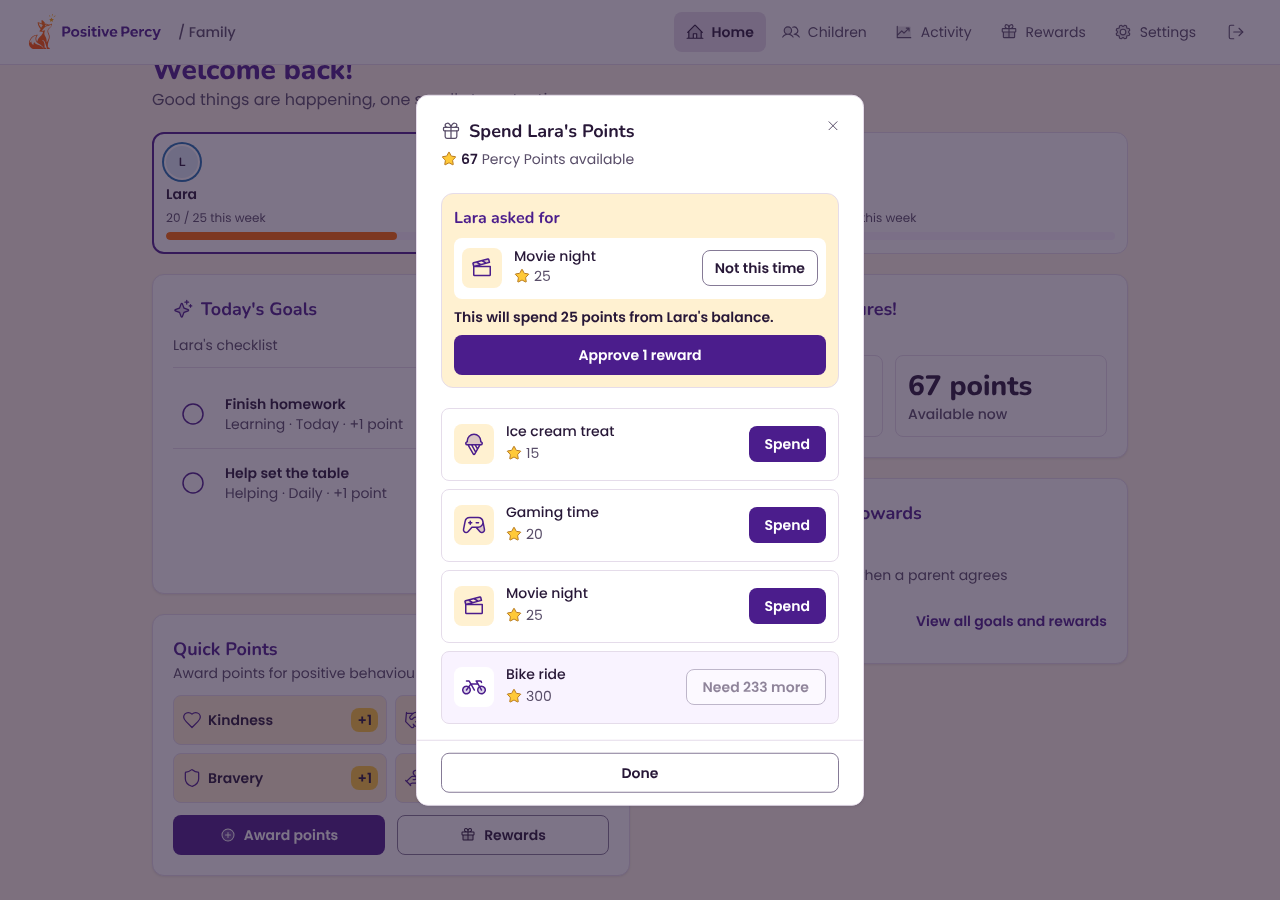 Positive Percy / Family
Home
Children
Activity
Rewards
Settings
Welcome back!
Good things are happening, one
L
Lara
20 / 25 this week
this week
Today's Goals
Lara's checklist
Finish homework
Learning · Today · +1 point
Help set the table
Helping · Daily · +1 point
67 points
Available now
when a parent agrees
View all goals and rewards
Quick Points
Award points for positive behaviou
Kindness
+1
Bravery
+1
Award points
Rewards
Spend Lara's Points
67 Percy Points available
Lara asked for
Movie night
25
Not this time
This will spend 25 points from Lara's balance.
Approve 1 reward
Ice cream treat
15
Spend
Gaming time
20
Spend
Movie night
25
Spend
Bike ride
300
Need 233 more
Done